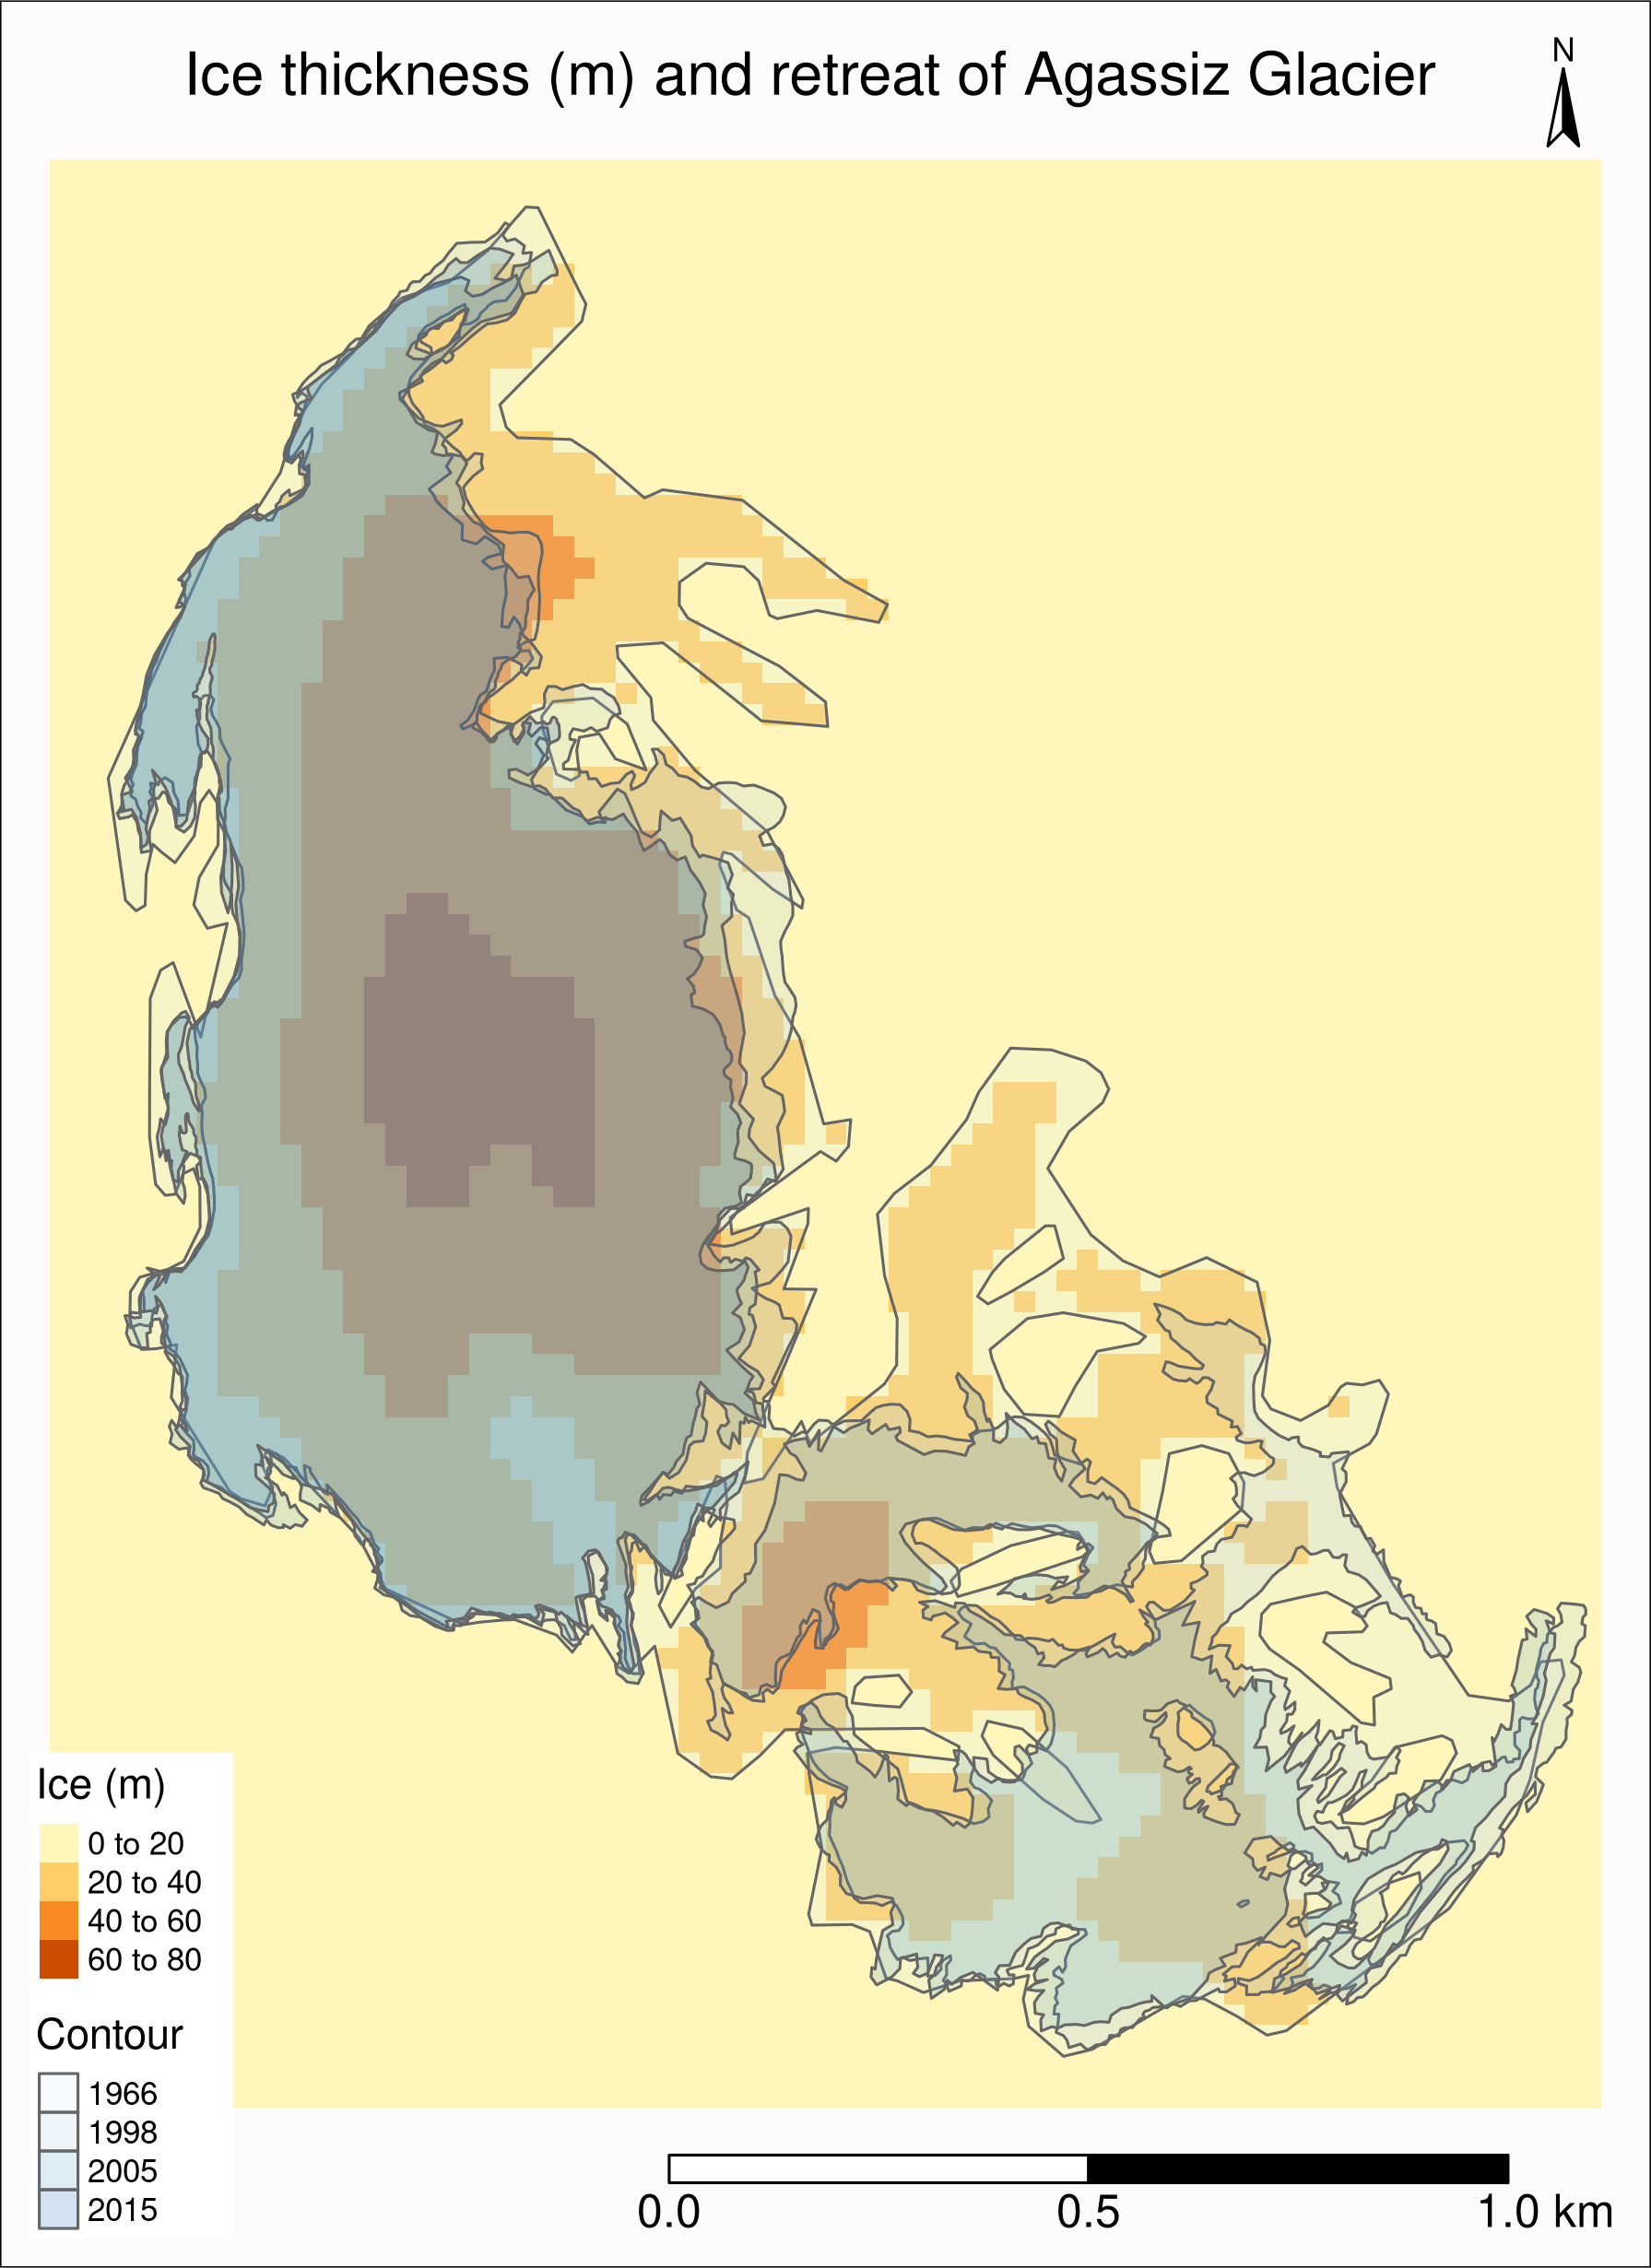 Ice thickness (m) and retreat of Agassiz Glacier
N
Ice (m)
0 to 20
20 to 40
40 to 60
60 to 80
Contour
1966
1998
2005
2015
0.0 0.5 1.0 km